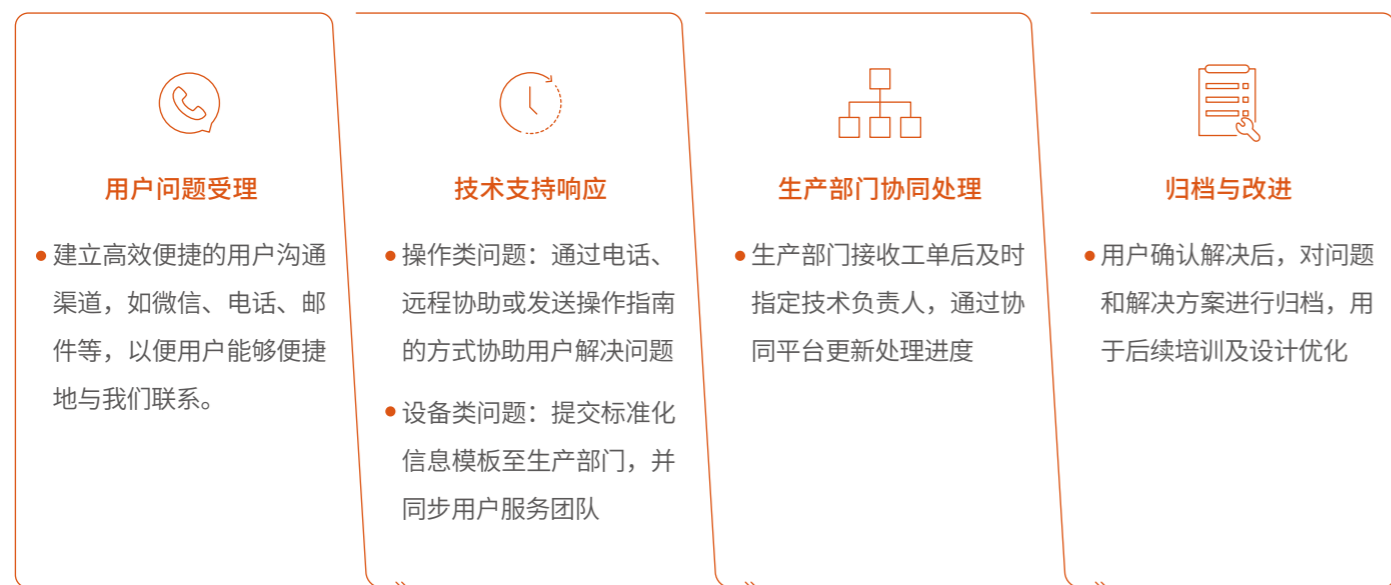 用户问题受理
建立高效便捷的用户沟通
渠道，如微信、电话、邮
件等，以便用户能够便捷
地与我们联系。
技术支持响应
操作类问题：通过电话、
远程协助或发送操作指南
的方式协助用户解决问题
设备类问题：提交标准化
信息模板至生产部门，并
同步用户服务团队
生产部门协同处理
生产部门接收工单后及时
指定技术负责人，通过协
同平台更新处理进度
归档与改进
用户确认解决后，对问题
和解决方案进行归档，用
于后续培训及设计优化